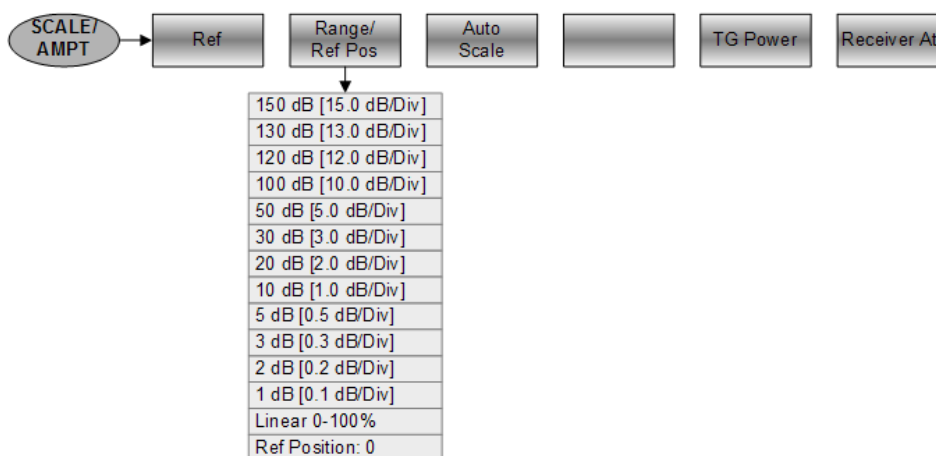 SCALE/
AMPT
Ref
Range/
Ref Pos
Auto
Scale
TG Power
Receiver At
150 dB [15.0 dB/Div]
130 dB [13.0 dB/Div]
120 dB [12.0 dB/Div]
100 dB [10.0 dB/Div]
50 dB [5.0 dB/Div]
30 dB [3.0 dB/Div]
20 dB [2.0 dB/Div]
10 dB [1.0 dB/Div]
5 dB [0.5 dB/Div]
3 dB [0.3 dB/Div]
2 dB [0.2 dB/Div]
1 dB [0.1 dB/Div]
Linear 0-100%
Ref Position: 0